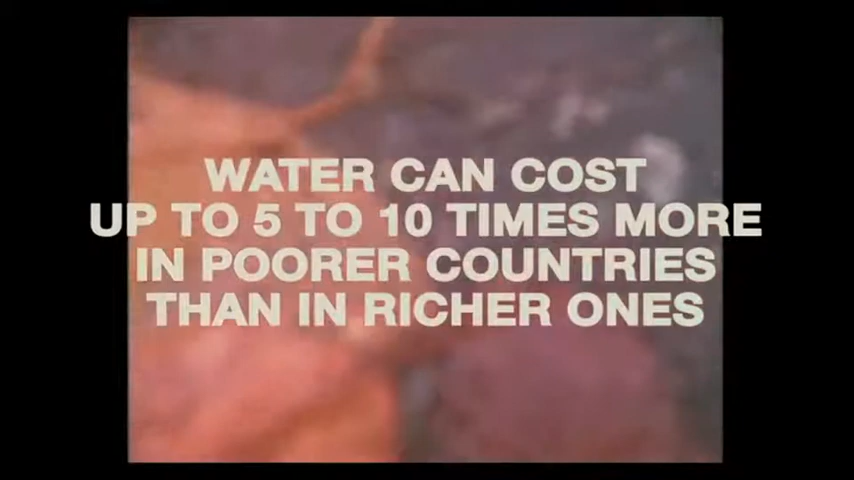 WATER CAN COST
UP TO 5 TO 10 TIMES MORE
IN POORER COUNTRIES
THAN IN RICHER ONES